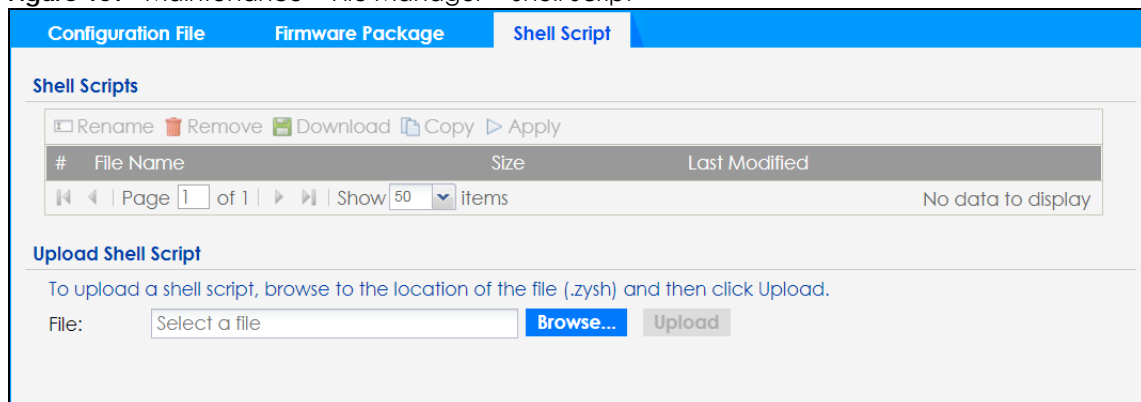 Configuration File Firmware Package Shell Script
Shell Scripts
Rename Remove Download Copy Apply
# File Name Size Last Modified
Page 1 of 1 Show 50 items No data to display
Upload Shell Script
To upload a shell script, browse to the location of the file (.zysh) and then click Upload.
File: Select a file Browse... Upload